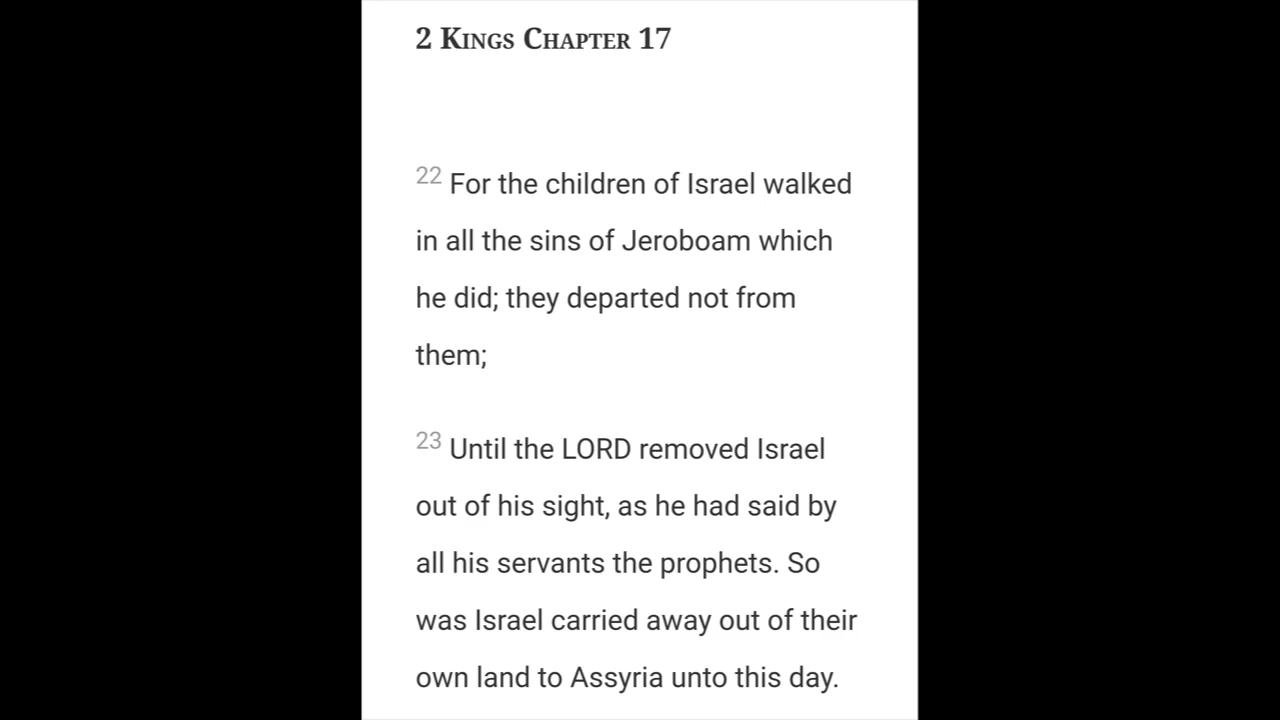 2 Kings Chapter 17
22 For the children of Israel walked
in all the sins of Jeroboam which
he did; they departed not from
them;
23 Until the LORD removed Israel
out of his sight, as he had said by
all his servants the prophets. So
was Israel carried away out of their
own land to Assyria unto this day.